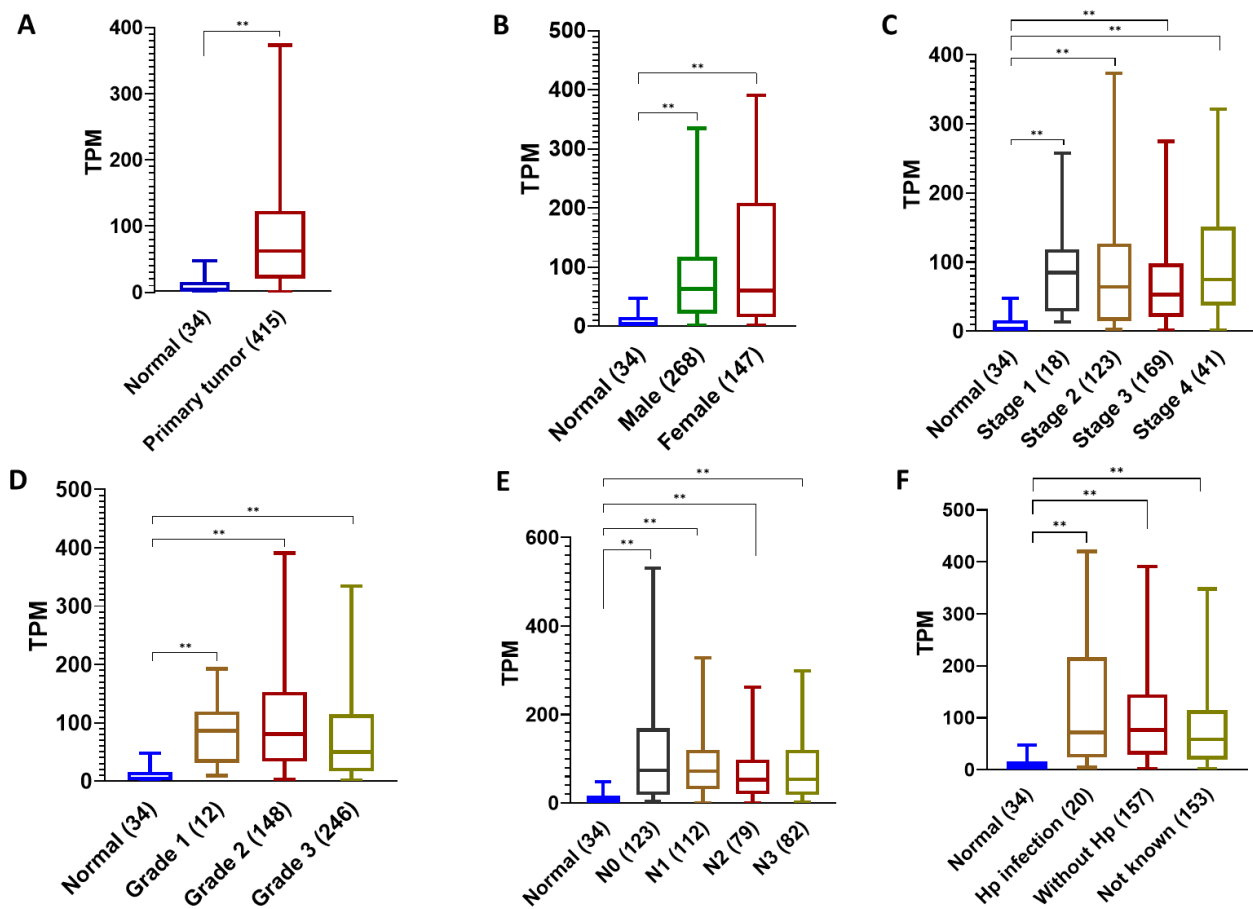 A
TPM
400
300
200
100
0
**
Normal (34)
Primary tumor (415)
B
TPM
500
400
300
200
100
0
**
**
Normal (34)
Male (268)
Female (147)
C
TPM
400
300
200
100
0
**
**
**
**
Normal (34)
Stage 1 (18)
Stage 2 (123)
Stage 3 (169)
Stage 4 (41)
D
TPM
500
400
300
200
100
0
**
**
**
Normal (34)
Grade 1 (12)
Grade 2 (148)
Grade 3 (246)
E
TPM
600
400
200
0
**
**
**
**
Normal (34)
N0 (123)
N1 (112)
N2 (79)
N3 (82)
F
TPM
500
400
300
200
100
0
**
**
**
Normal (34)
Hp infection (20)
Without Hp (157)
Not known (153)